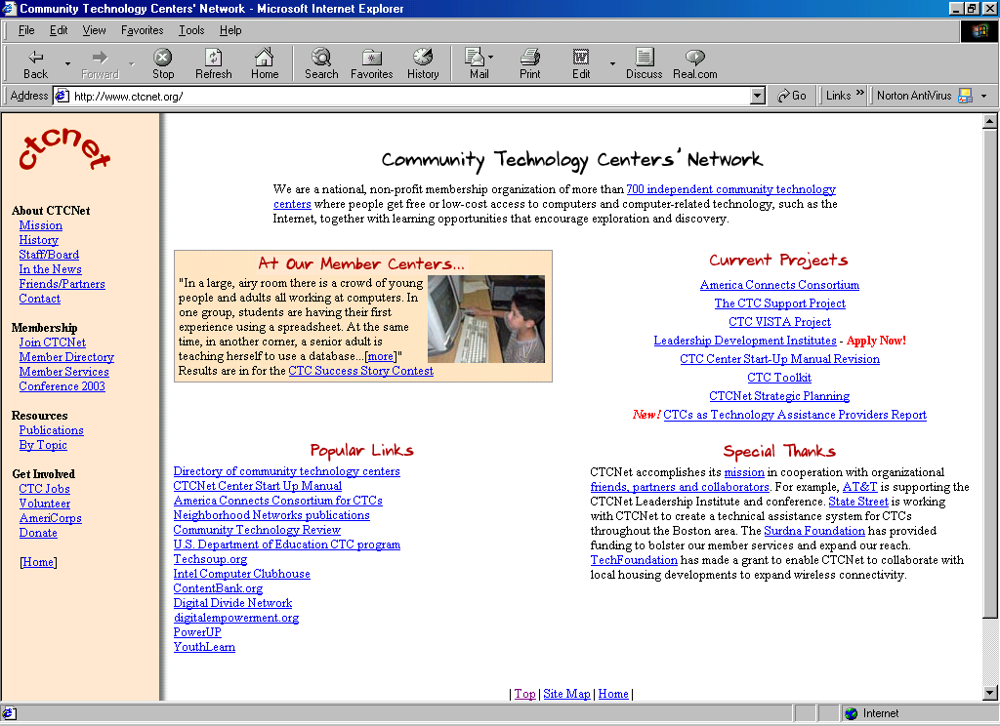 Community Technology Centers' Network - Microsoft Internet Explorer
File Edit View Favorites Tools Help
Back Forward Stop Refresh Home Search Favorites History Mail Print Edit Discuss Real.com
Address http://www.ctcnet.org/ Go Links » Norton AntiVirus
ctcnet
About CTCNet
Mission
History
Staff/Board
In the News
Friends/Partners
Contact
Membership
Join CTCNet
Member Directory
Member Services
Conference 2003
Resources
Publications
By Topic
Get Involved
CTC Jobs
Volunteer
AmeriCorps
Donate
[Home]
Community Technology Centers' Network
We are a national, non-profit membership organization of more than 700 independent community technology
centers where people get free or low-cost access to computers and computer-related technology, such as the
Internet, together with learning opportunities that encourage exploration and discovery.
At Our Member Centers...
"In a large, airy room there is a crowd of young
people and adults all working at computers. In
one group, students are having their first
experience using a spreadsheet. At the same
time, in another corner, a senior adult is
teaching herself to use a database...[more]"
Results are in for the CTC Success Story Contest
Current Projects
America Connects Consortium
The CTC Support Project
CTC VISTA Project
Leadership Development Institutes - Apply Now!
CTC Center Start-Up Manual Revision
CTC Toolkit
CTCNet Strategic Planning
New! CTCs as Technology Assistance Providers Report
Popular Links
Directory of community technology centers
CTCNet Center Start Up Manual
America Connects Consortium for CTCs
Neighborhood Networks publications
Community Technology Review
U.S. Department of Education CTC program
Techsoup.org
Intel Computer Clubhouse
ContentBank.org
Digital Divide Network
digitalempowerment.org
PowerUP
YouthLearn
Special Thanks
CTCNet accomplishes its mission in cooperation with organizational
friends, partners and collaborators. For example, AT&T is supporting the
CTCNet Leadership Institute and conference. State Street is working
with CTCNet to create a technical assistance system for CTCs
throughout the Boston area. The Surdna Foundation has provided
funding to bolster our member services and expand our reach.
TechFoundation has made a grant to enable CTCNet to collaborate with
local housing developments to expand wireless connectivity.
| Top | Site Map | Home |
Internet